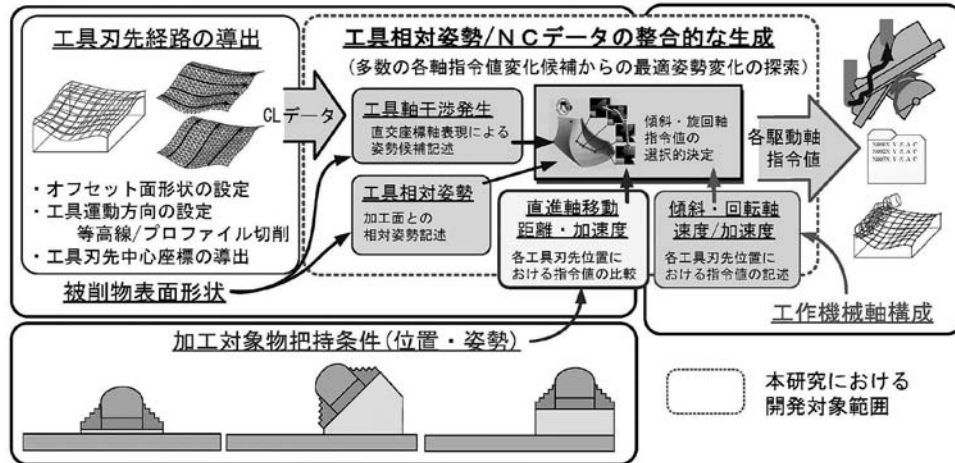 工具刃先経路の導出
・オフセット面形状の設定
・工具運動方向の設定
等高線/プロファイル切削
・工具刃先中心座標の導出
被削物表面形状
CLデータ
工具相対姿勢/NCデータの整合的な生成
(多数の各軸指令値変化候補からの最適姿勢変化の探索)
工具軸干渉発生
直交座標軸表現による
姿勢候補記述
工具相対姿勢
加工面との
相対姿勢記述
傾斜・旋回軸
指令値の
選択的決定
直進軸移動
距離・加速度
各工具刃先位置に
おける指令値の比較
傾斜・回転軸
速度/加速度
各工具刃先位置に
おける指令値の記述
各駆動軸
指令値
工作機械軸構成
加工対象物把持条件(位置・姿勢)
本研究における
開発対象範囲